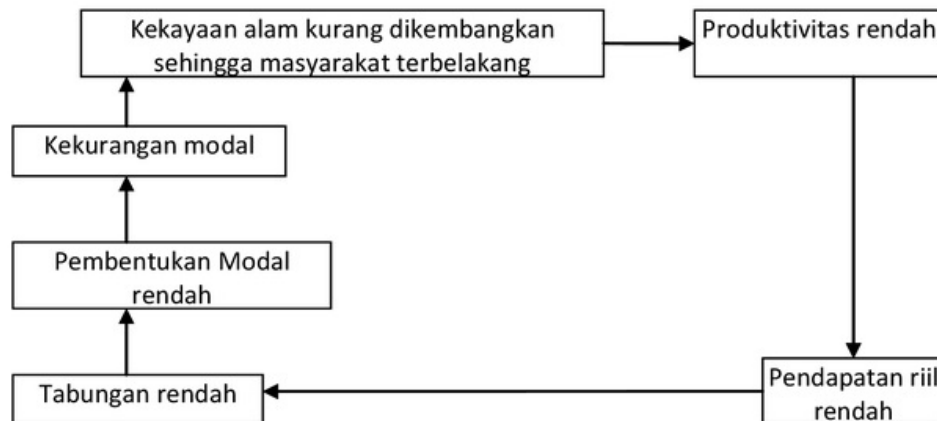 Kekayaan alam kurang dikembangkan
sehingga masyarakat terbelakang
Produktivitas rendah
Kekurangan modal
Pembentukan Modal
rendah
Tabungan rendah
Pendapatan riil
rendah